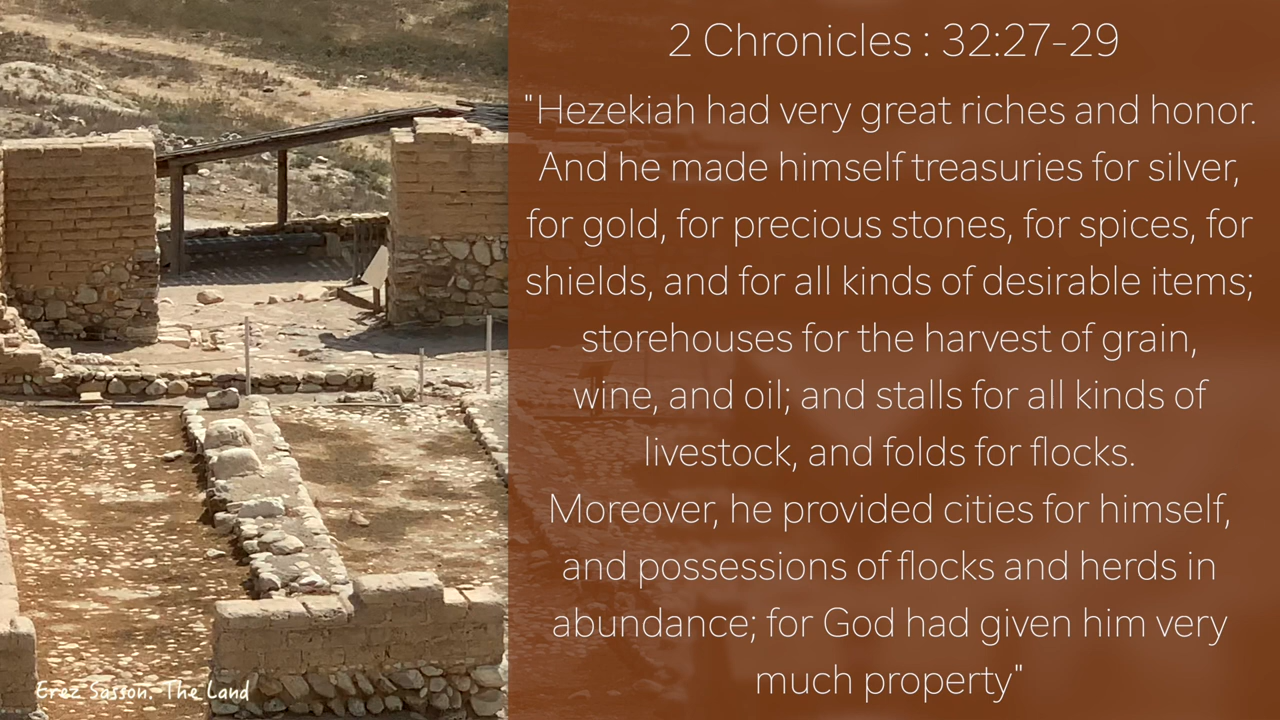 2 Chronicles : 32:27-29
"Hezekiah had very great riches and honor.
And he made himself treasuries for silver,
for gold, for precious stones, for spices, for
shields, and for all kinds of desirable items;
storehouses for the harvest of grain,
wine, and oil; and stalls for all kinds of
livestock, and folds for flocks.
Moreover, he provided cities for himself,
and possessions of flocks and herds in
abundance; for God had given him very
much property"
Erez Sasson. The Land